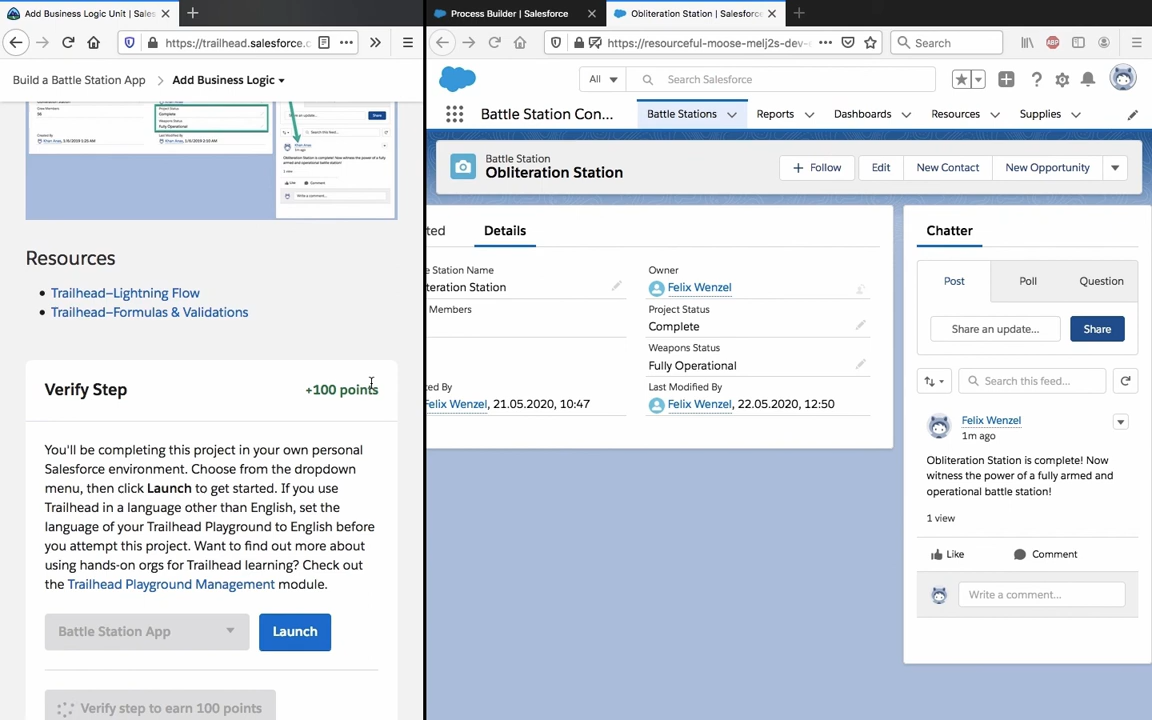 Add Business Logic Unit | Sales
https://trailhead.salesforce.c
Build a Battle Station App
Add Business Logic
Resources
Trailhead–Lightning Flow
Trailhead–Formulas & Validations
Verify Step
+100 points
You'll be completing this project in your own personal
Salesforce environment. Choose from the dropdown
menu, then click Launch to get started. If you use
Trailhead in a language other than English, set the
language of your Trailhead Playground to English before
you attempt this project. Want to find out more about
using hands-on orgs for Trailhead learning? Check out
the Trailhead Playground Management module.
Battle Station App
Launch
Verify step to earn 100 points
Process Builder | Salesforce
Obliteration Station | Salesforce
https://resourceful-moose-melj2s-dev-
Search
All
Search Salesforce
Battle Station Con...
Battle Stations
Reports
Dashboards
Resources
Supplies
Battle Station
Obliteration Station
Follow
Edit
New Contact
New Opportunity
ted
Details
e Station Name
teration Station
Members
ted By
Felix Wenzel, 21.05.2020, 10:47
Owner
Felix Wenzel
Project Status
Complete
Weapons Status
Fully Operational
Last Modified By
Felix Wenzel, 22.05.2020, 12:50
Chatter
Post
Poll
Question
Share an update...
Share
Search this feed...
Felix Wenzel
1m ago
Obliteration Station is complete! Now
witness the power of a fully armed and
operational battle station!
1 view
Like
Comment
Write a comment...